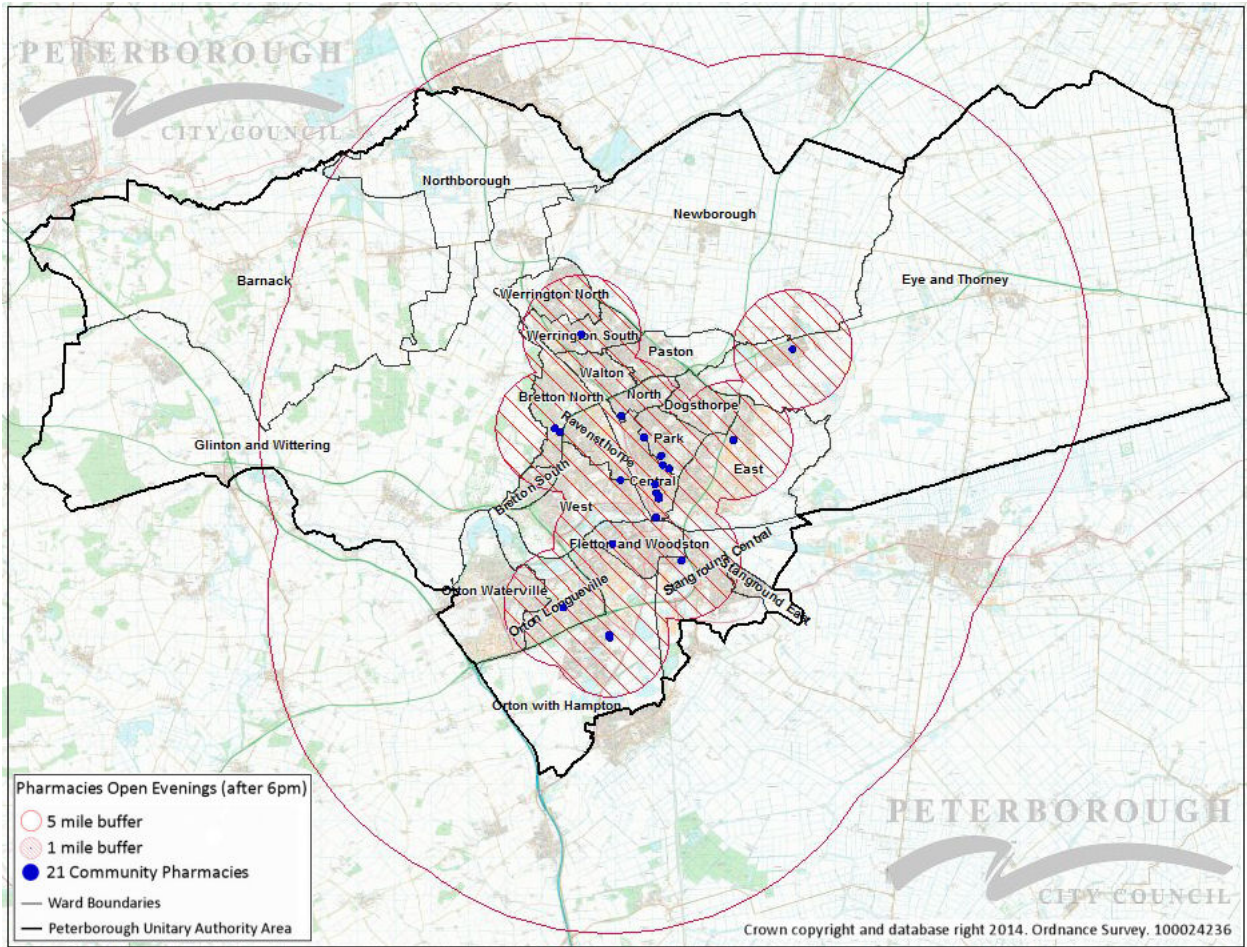 PETERBOROUGH
CITY COUNCIL
Northborough
Newborough
Barnack
Eye and Thorney
Werrington North
Werrington South
Paston
Walton
Bretton North
North
Dogsthorpe
Ravensthorpe
Park
Glinton and Wittering
East
Central
Bretton South
West
Fletton and Woodston
Stanground Central
Stanground East
Orton Waterville
Orton Longueville
Orton with Hampton
Pharmacies Open Evenings (after 6pm)
5 mile buffer
1 mile buffer
21 Community Pharmacies
Ward Boundaries
Peterborough Unitary Authority Area
PETERBOROUGH
CITY COUNCIL
Crown copyright and database right 2014. Ordnance Survey. 100024236